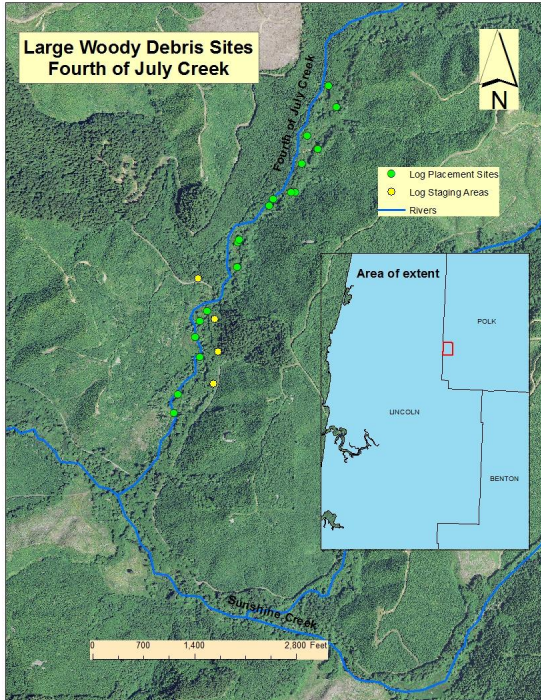 Large Woody Debris Sites
Fourth of July Creek
Fourth of July Creek
N
Log Placement Sites
Log Staging Areas
Rivers
Area of extent
POLK
LINCOLN
BENTON
Sunshine Creek
0 700 1,400 2,800 Feet